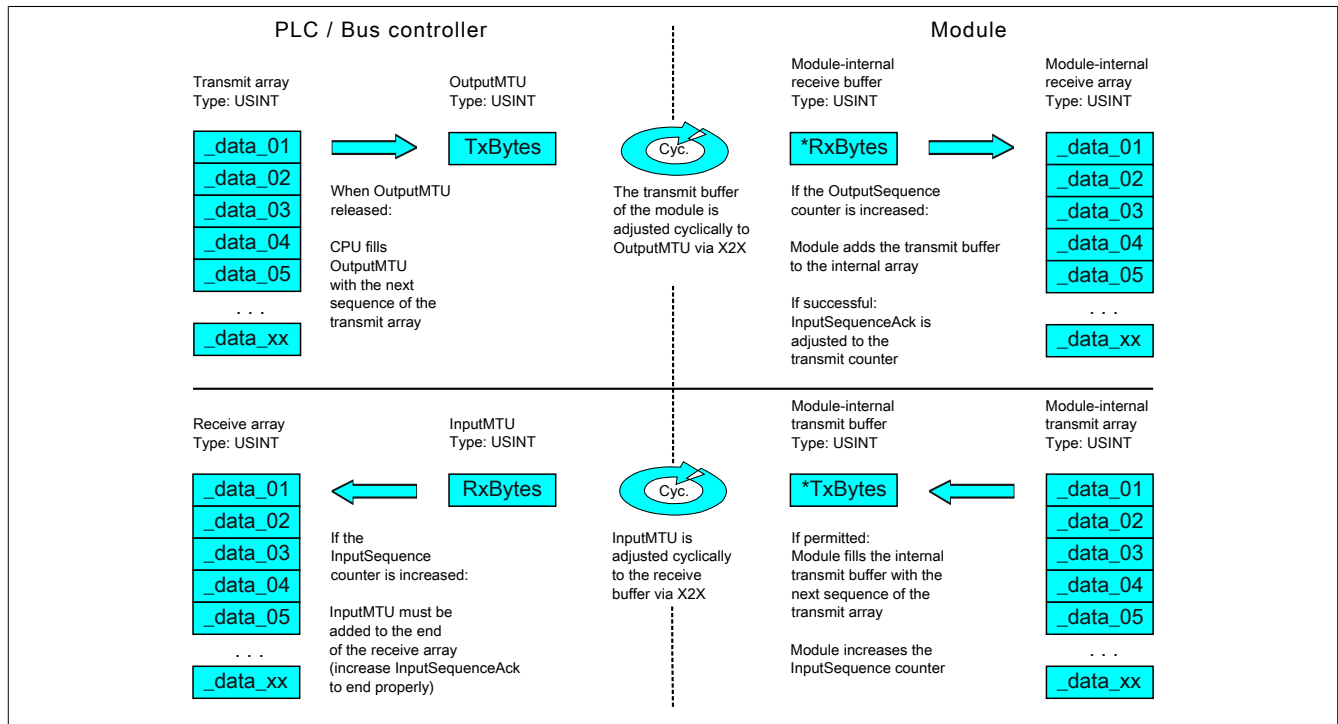 PLC / Bus controller
Module
Transmit array
Type: USINT
_data_01
_data_02
_data_03
_data_04
_data_05
. . .
_data_xx
When OutputMTU
released:
CPU fills
OutputMTU
with the next
sequence of the
transmit array
OutputMTU
Type: USINT
TxBytes
Cyc.
The transmit buffer
of the module is
adjusted cyclically to
OutputMTU via X2X
Module-internal
receive buffer
Type: USINT
*RxBytes
If the OutputSequence
counter is increased:
Module adds the transmit buffer
to the internal array
If successful:
InputSequenceAck is
adjusted to the
transmit counter
Module-internal
receive array
Type: USINT
_data_01
_data_02
_data_03
_data_04
_data_05
. . .
_data_xx
Receive array
Type: USINT
_data_01
_data_02
_data_03
_data_04
_data_05
. . .
_data_xx
If the
InputSequence
counter is increased:
InputMTU must be
added to the end
of the receive array
(increase InputSequenceAck
to end properly)
InputMTU
Type: USINT
RxBytes
Cyc.
InputMTU is
adjusted cyclically
to the receive
buffer via X2X
Module-internal
transmit buffer
Type: USINT
*TxBytes
If permitted:
Module fills the internal
transmit buffer with the
next sequence of the
transmit array
Module increases the
InputSequence counter
Module-internal
transmit array
Type: USINT
_data_01
_data_02
_data_03
_data_04
_data_05
. . .
_data_xx